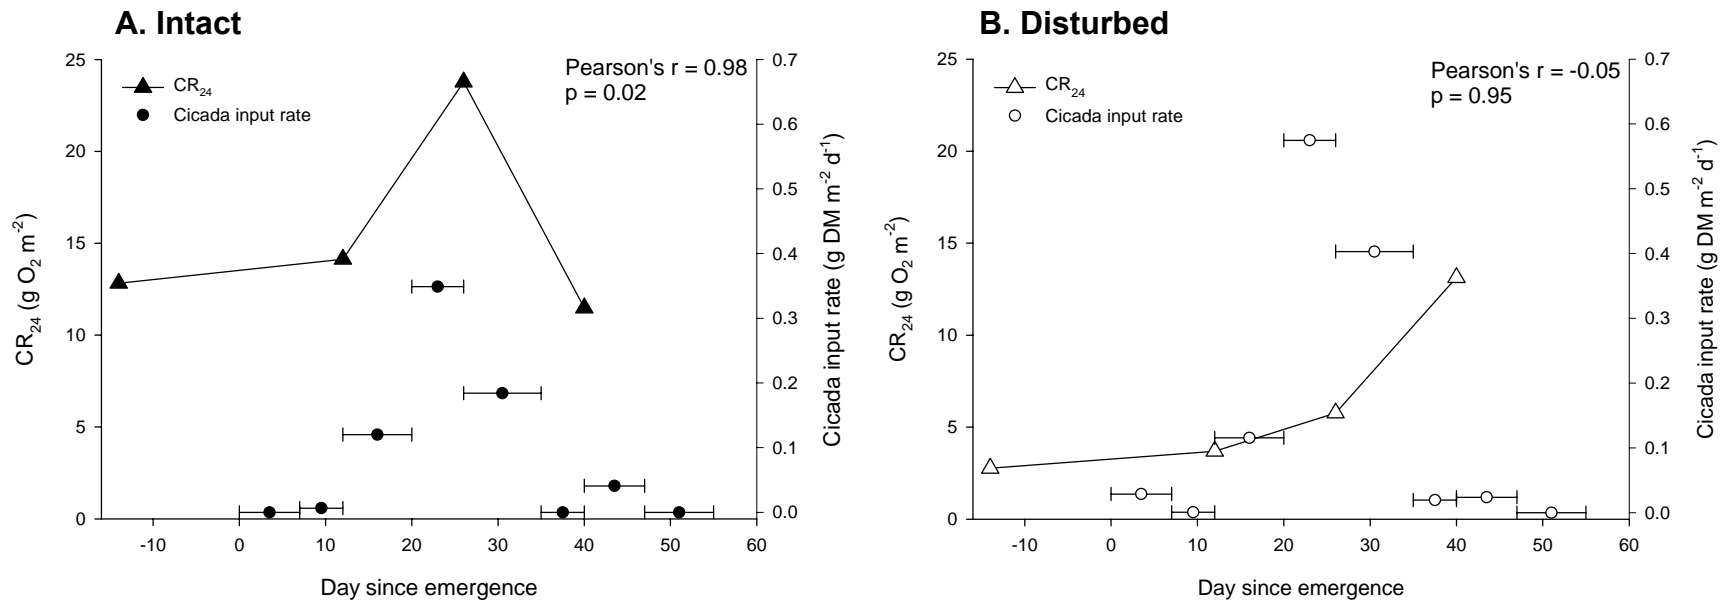 A. Intact
Pearson's r = 0.98
p = 0.02
CR24
Cicada input rate
25
20
15
10
5
0
0.7
0.6
0.5
0.4
0.3
0.2
0.1
0.0
-10 0 10 20 30 40 50 60
CR24 (g O2 m-2)
Cicada input rate (g DM m-2 d-1)
Day since emergence
B. Disturbed
Pearson's r = -0.05
p = 0.95
CR24
Cicada input rate
25
20
15
10
5
0
0.7
0.6
0.5
0.4
0.3
0.2
0.1
0.0
-10 0 10 20 30 40 50 60
CR24 (g O2 m-2)
Cicada input rate (g DM m-2 d-1)
Day since emergence